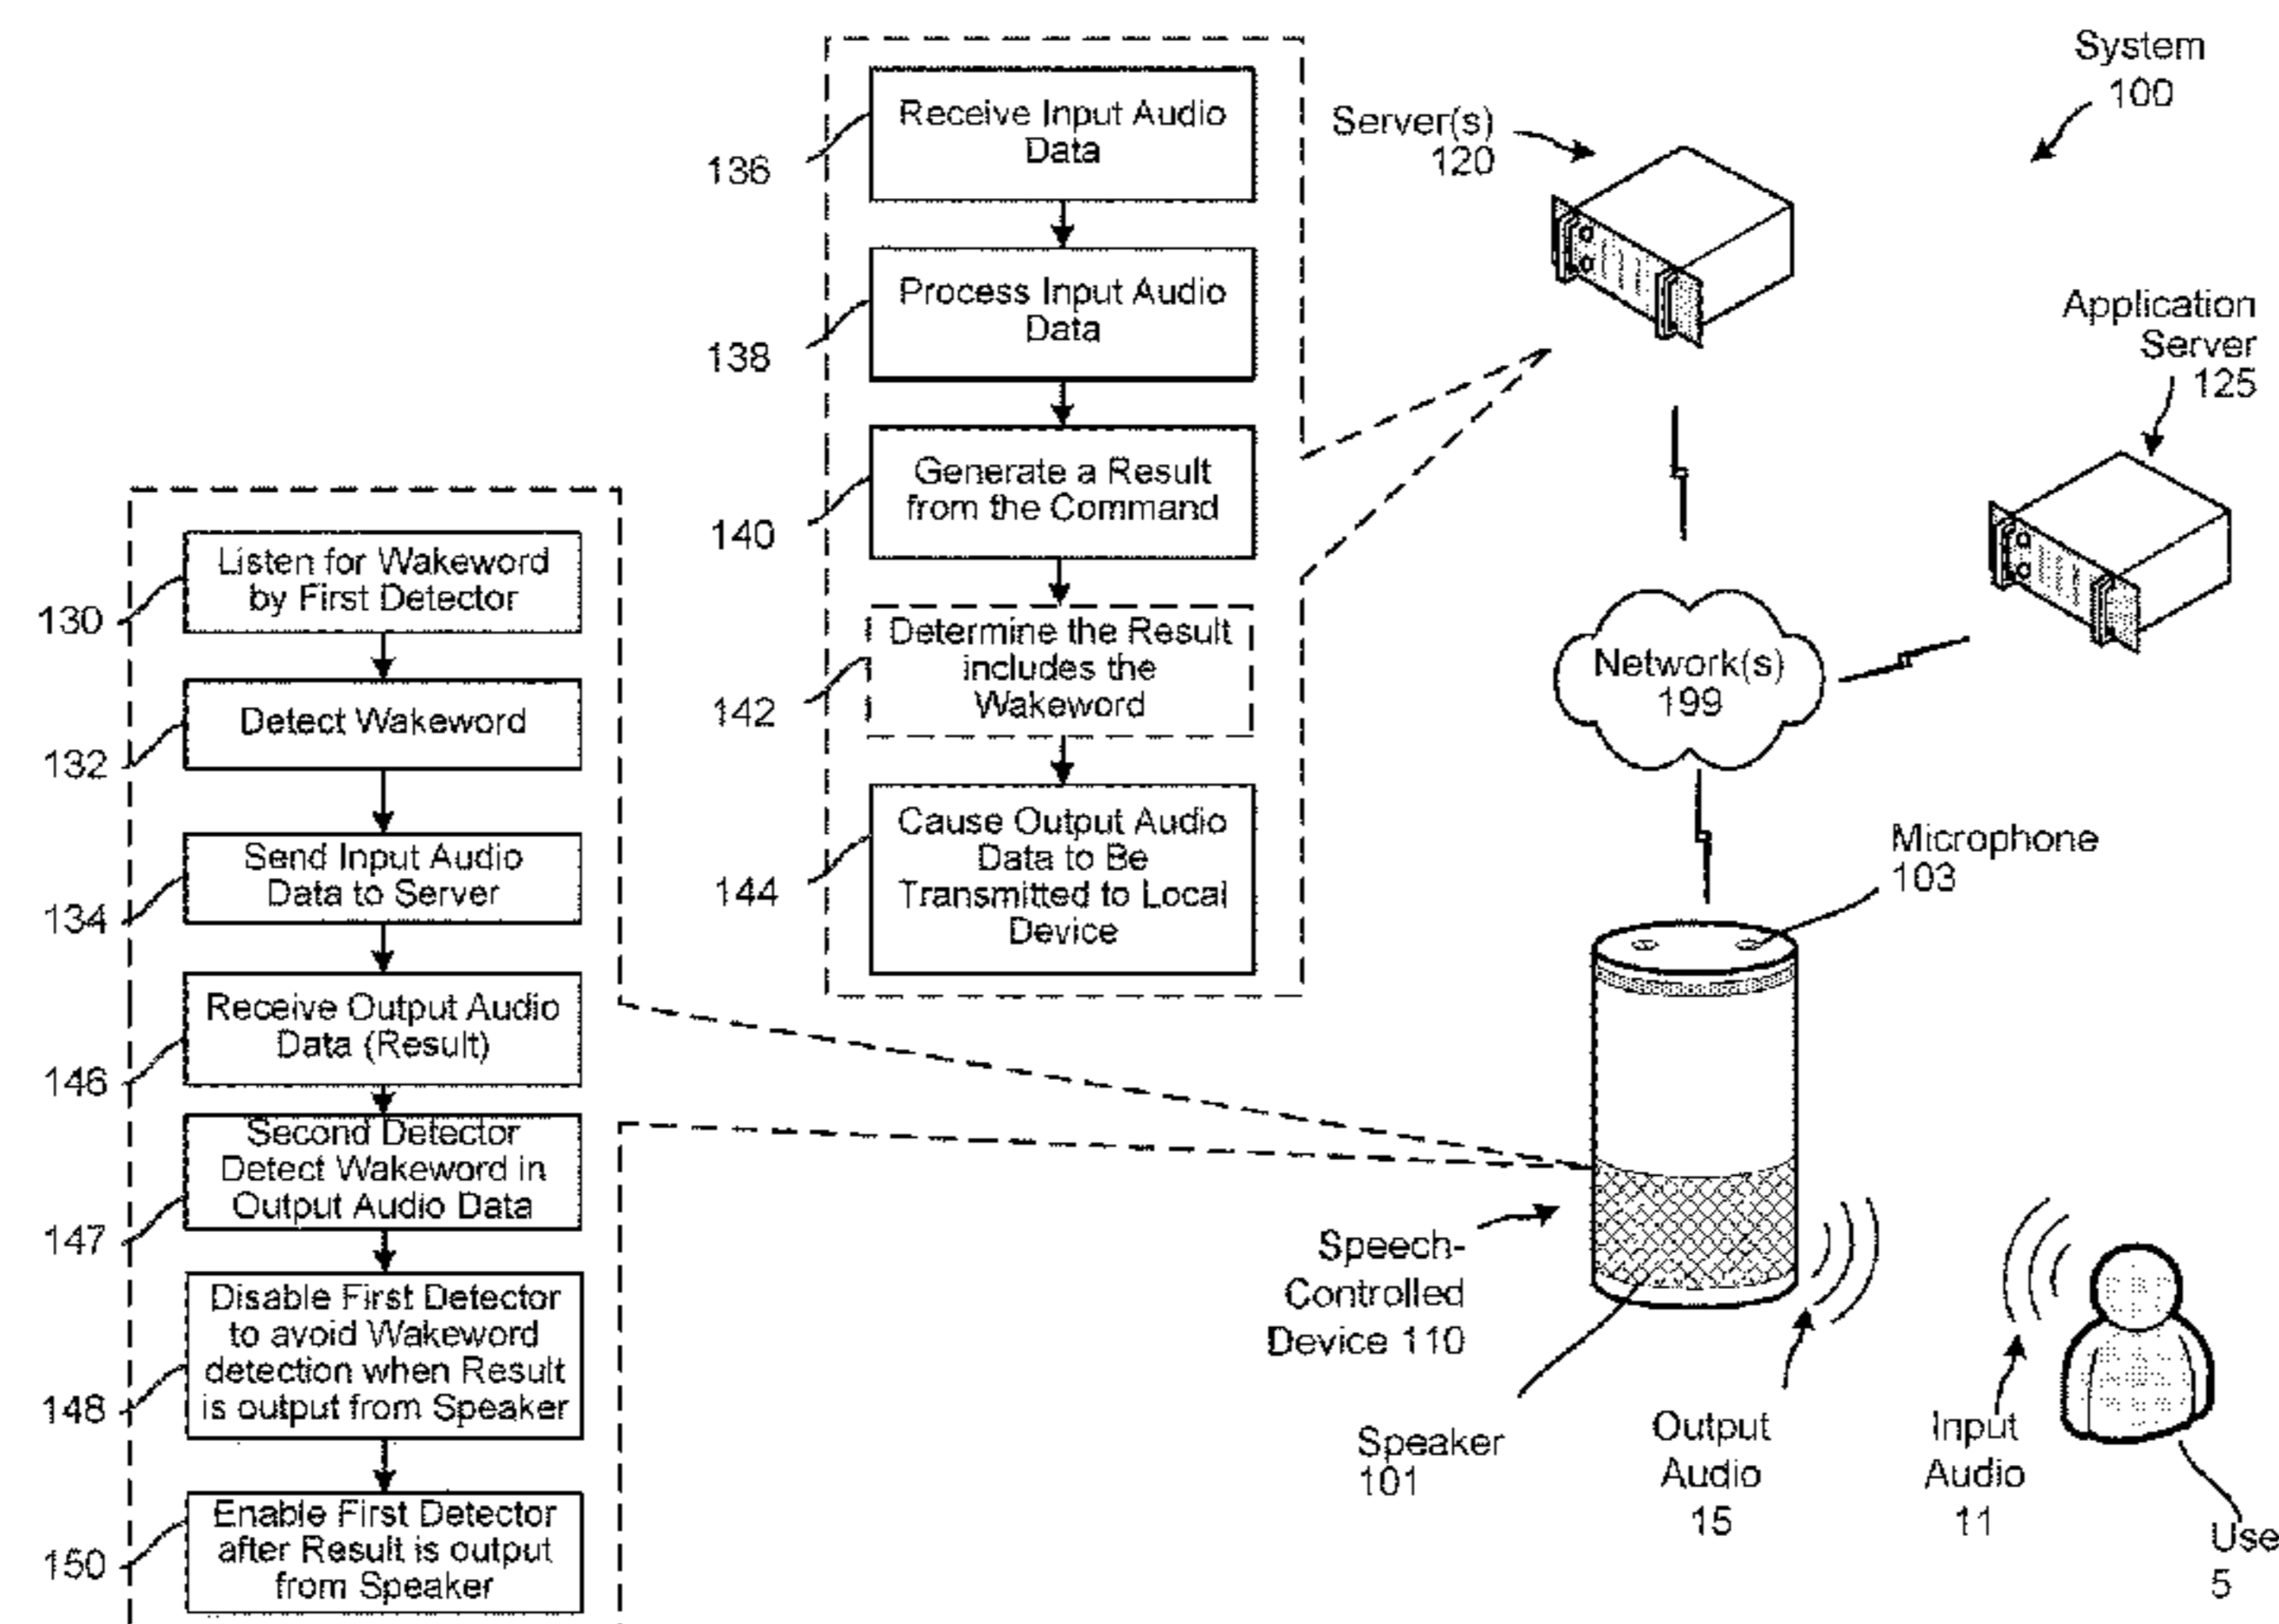 System
100
Server(s)
120
Application
Server
125
Network(s)
199
Microphone
103
Speech-
Controlled
Device 110
Speaker
101
Output
Audio
15
Input
Audio
11
Use
5
136
Receive Input Audio
Data
138
Process Input Audio
Data
140
Generate a Result
from the Command
142
Determine the Result
includes the
Wakeword
144
Cause Output Audio
Data to Be
Transmitted to Local
Device
130
Listen for Wakeword
by First Detector
132
Detect Wakeword
134
Send Input Audio
Data to Server
146
Receive Output Audio
Data (Result)
147
Second Detector
Detect Wakeword in
Output Audio Data
148
Disable First Detector
to avoid Wakeword
detection when Result
is output from Speaker
150
Enable First Detector
after Result is output
from Speaker